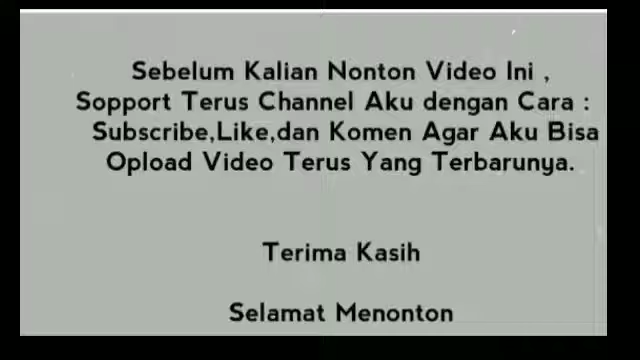 Sebelum Kalian Nonton Video Ini ,
Sopport Terus Channel Aku dengan Cara :
Subscribe,Like,dan Komen Agar Aku Bisa
Opload Video Terus Yang Terbarunya.
Terima Kasih
Selamat Menonton